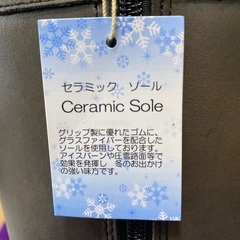 セラミック ソール
Ceramic Sole
グリップ製に優れたゴムに、
グラスファイバーを配合した
ソールを使用しております。
アイスバーンや圧雪路面等で
効果を発揮し 冬のお出かけ
の強い味方です。